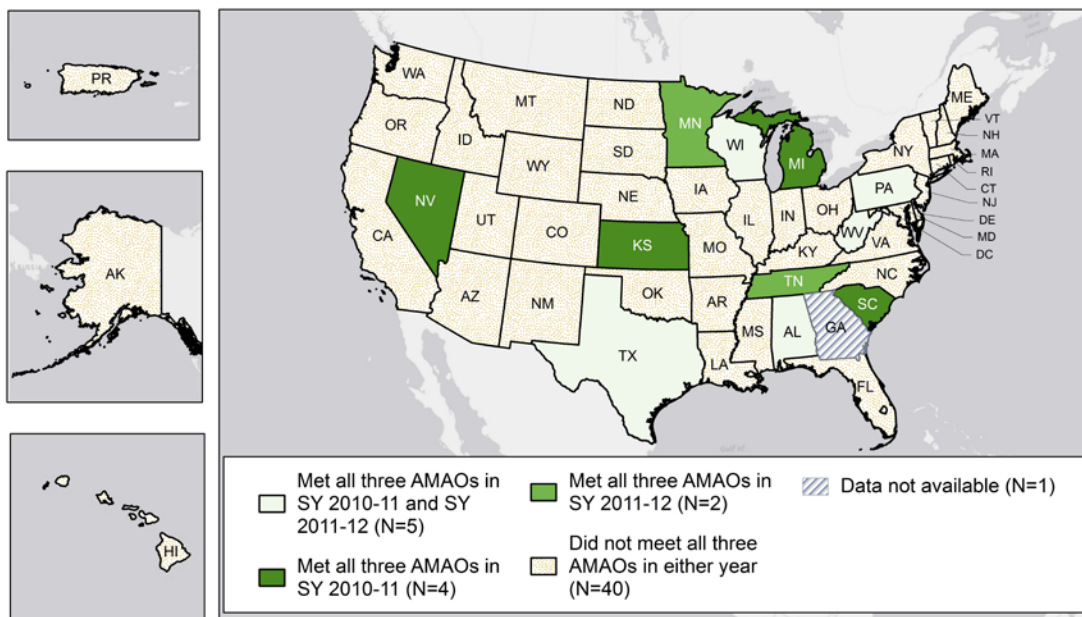 PR
AK
RUSSIA
HI
WA
MT
ND
MN
ME
VT
NH
MA
RI
CT
NJ
DE
MD
DC
OR
ID
WY
SD
WI
MI
NY
NV
UT
CO
NE
IA
IL
IN
OH
PA
WV
VA
CA
KS
MO
KY
NC
AZ
NM
OK
AR
TN
SC
TX
LA
MS
AL
GA
FL
Gulf of
Met all three AMAOs in
SY 2010-11 and SY
2011-12 (N=5)
Met all three AMAOs in
SY 2010-11 (N=4)
Met all three AMAOs in
SY 2011-12 (N=2)
Did not meet all three
AMAOs in either year
(N=40)
Data not available (N=1)